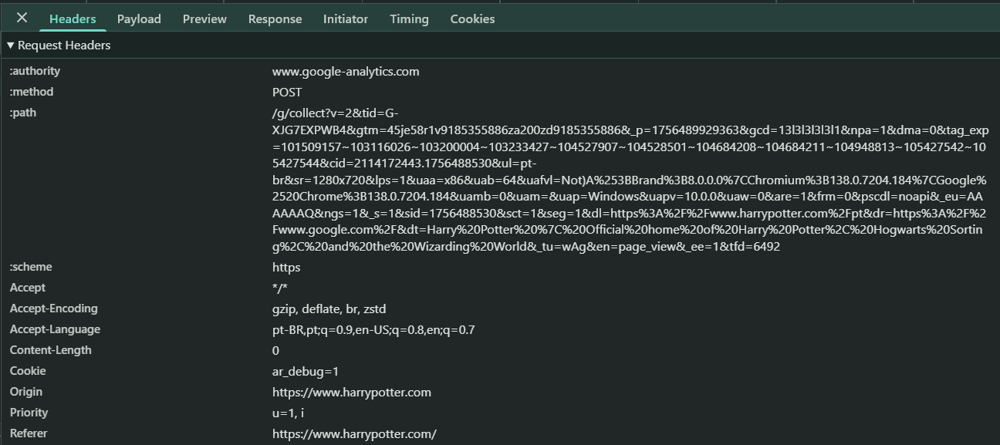 Headers Payload Preview Response Initiator Timing Cookies
▼ Request Headers
:authority www.google-analytics.com
:method POST
:path /g/collect?v=2&tid=G-
XJG7EXPWB4&gtm=45je58r1v9185355886za200zd9185355886&_p=1756489929363&gcd=13l3l3l3l3l1&npa=1&dma=0&tag_exp
=101509157~103116026~103200004~103233427~104527907~104528501~104684208~104684211~104948813~105427542~10
5427544&cid=2114172443.1756488530&ul=pt-
br&sr=1280x720&lps=1&uaa=x86&uab=64&uafvl=Not)A%253BBrand%3B8.0.0.0%7CChromium%3B138.0.7204.184%7CGoogle%
2520Chrome%3B138.0.7204.184&uamb=0&uam=&uap=Windows&uapv=10.0.0&uaw=0&are=1&frm=0&pscdl=noapi&_eu=AA
AAAAQ&ngs=1&_s=1&sid=1756488530&sct=1&seg=1&dl=https%3A%2F%2Fwww.harrypotter.com%2Fpt&dr=https%3A%2F%2
Fwww.google.com%2F&dt=Harry%20Potter%20%7C%20Official%20home%20of%20Harry%20Potter%2C%20Hogwarts%20Sortin
g%2C%20and%20the%20Wizarding%20World&_tu=wAg&en=page_view&_ee=1&tfd=6492
:scheme https
Accept */*
Accept-Encoding gzip, deflate, br, zstd
Accept-Language pt-BR,pt;q=0.9,en-US;q=0.8,en;q=0.7
Content-Length 0
Cookie ar_debug=1
Origin https://www.harrypotter.com
Priority u=1, i
Referer https://www.harrypotter.com/